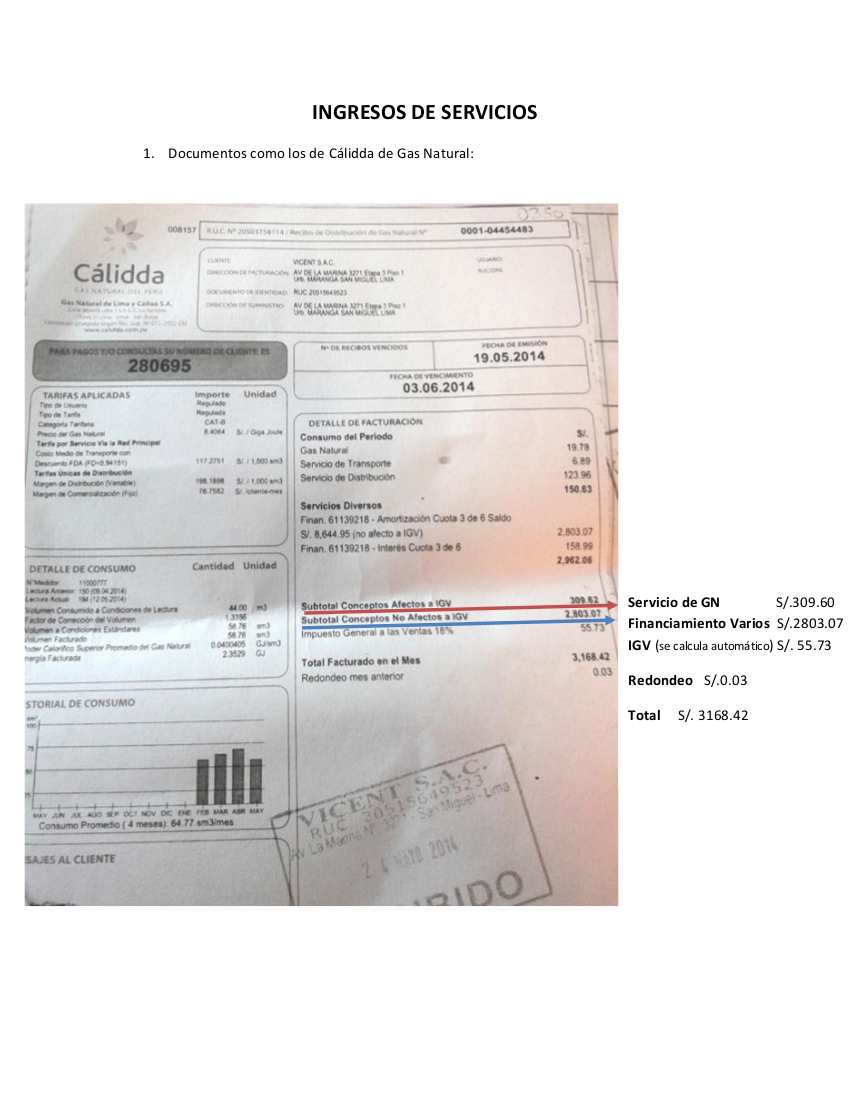 INGRESOS DE SERVICIOS
1. Documentos como los de Cálidda de Gas Natural:
008157
R.U.C. Nº 20503758114 / Recibo de Distribución de Gas Natural Nº 0001-04454483
Cálidda
GAS NATURAL DEL PERÚ
Gas Natural de Lima y Callao S.A.
www.calidda.com.pe
CLIENTE VICENT S.A.C.
DIRECCIÓN DE FACTURACIÓN: AV DE LA MARINA 3271 Etapa 3 Piso 1
Urb. MARANGA SAN MIGUEL LIMA
DOCUMENTO DE IDENTIDAD: RUC 20515649523
DIRECCIÓN DE SUMINISTRO: AV DE LA MARINA 3271 Etapa 3 Piso 1
Urb. MARANGA SAN MIGUEL LIMA
PARA PAGOS Y/O CONSULTAS SU NÚMERO DE CLIENTE ES
280695
Nº DE RECIBOS VENCIDOS
FECHA DE EMISIÓN
19.05.2014
FECHA DE VENCIMIENTO
03.06.2014
TARIFAS APLICADAS Importe Unidad
Tipo de Usuario Regulado
Tipo de Tarifa Regulada
Categoría Tarifaria CAT-B
Precio del Gas Natural 8.4064 S/. / Giga Joule
Tarifa por Servicio Vía la Red Principal
Costo Medio de Transporte con
Descuento FDA (FD=0.94151) 117.2751 S/. / 1,000 sm3
Tarifas Únicas de Distribución
Margen de Distribución (Variable) 198.1898 S/. / 1,000 sm3
Margen de Comercialización (Fijo) 76.7582 S/. /cliente-mes
DETALLE DE FACTURACIÓN
Consumo del Periodo S/.
Gas Natural 19.78
Servicio de Transporte 6.89
Servicio de Distribución 123.96
150.63
Servicios Diversos
Finan. 61139218 - Amortización Cuota 3 de 6 Saldo
S/. 8,644.95 (no afecto a IGV) 2,803.07
Finan. 61139218 - Interés Cuota 3 de 6 158.99
2,962.06
Subtotal Conceptos Afectos a IGV 309.62
Subtotal Conceptos No Afecto a IGV 2,803.07
Impuesto General a las Ventas 18% 55.73
Total Facturado en el Mes 3,168.42
Redondeo mes anterior 0.03
DETALLE DE CONSUMO Cantidad Unidad
Nº Medidor 11000777
Lectura Anterior 150 (09.04.2014)
Lectura Actual 194 (12.05.2014)
Volumen Consumido a Condiciones de Lectura 44.00 m3
Factor de Corrección del Volumen 1.3356
Volumen a Condiciones Estándares 58.76 sm3
Volumen Facturado 58.76 sm3
Poder Calorífico Superior Promedio del Gas Natural 0.0400405 GJ/sm3
Energía Facturada 2.3529 GJ
Servicio de GN S/.309.60
Financiamiento Varios S/.2803.07
IGV (se calcula automático) S/. 55.73
Redondeo S/.0.03
Total S/. 3168.42
STORIAL DE CONSUMO
MAY JUN JUL AGO SEP OCT NOV DIC ENE FEB MAR ABR MAY
Consumo Promedio ( 4 meses): 64.77 sm3/mes
SAJES AL CLIENTE
VICENT S.A.C.
RUC 20515649523
Av La Marina Nº 3271 San Miguel - Lima
2 4 MAYO 2014